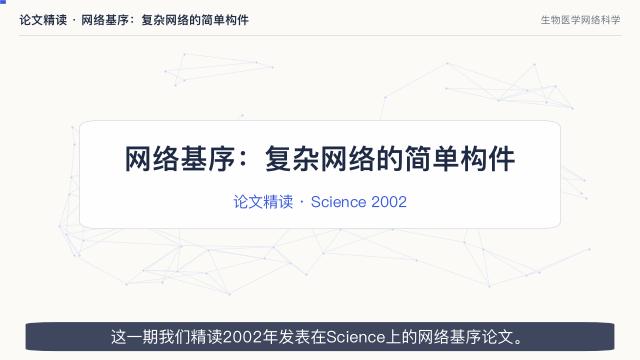 论文精读 · 网络基序：复杂网络的简单构件
生物医学网络科学
网络基序：复杂网络的简单构件
论文精读 · Science 2002
这一期我们精读2002年发表在Science上的网络基序论文。